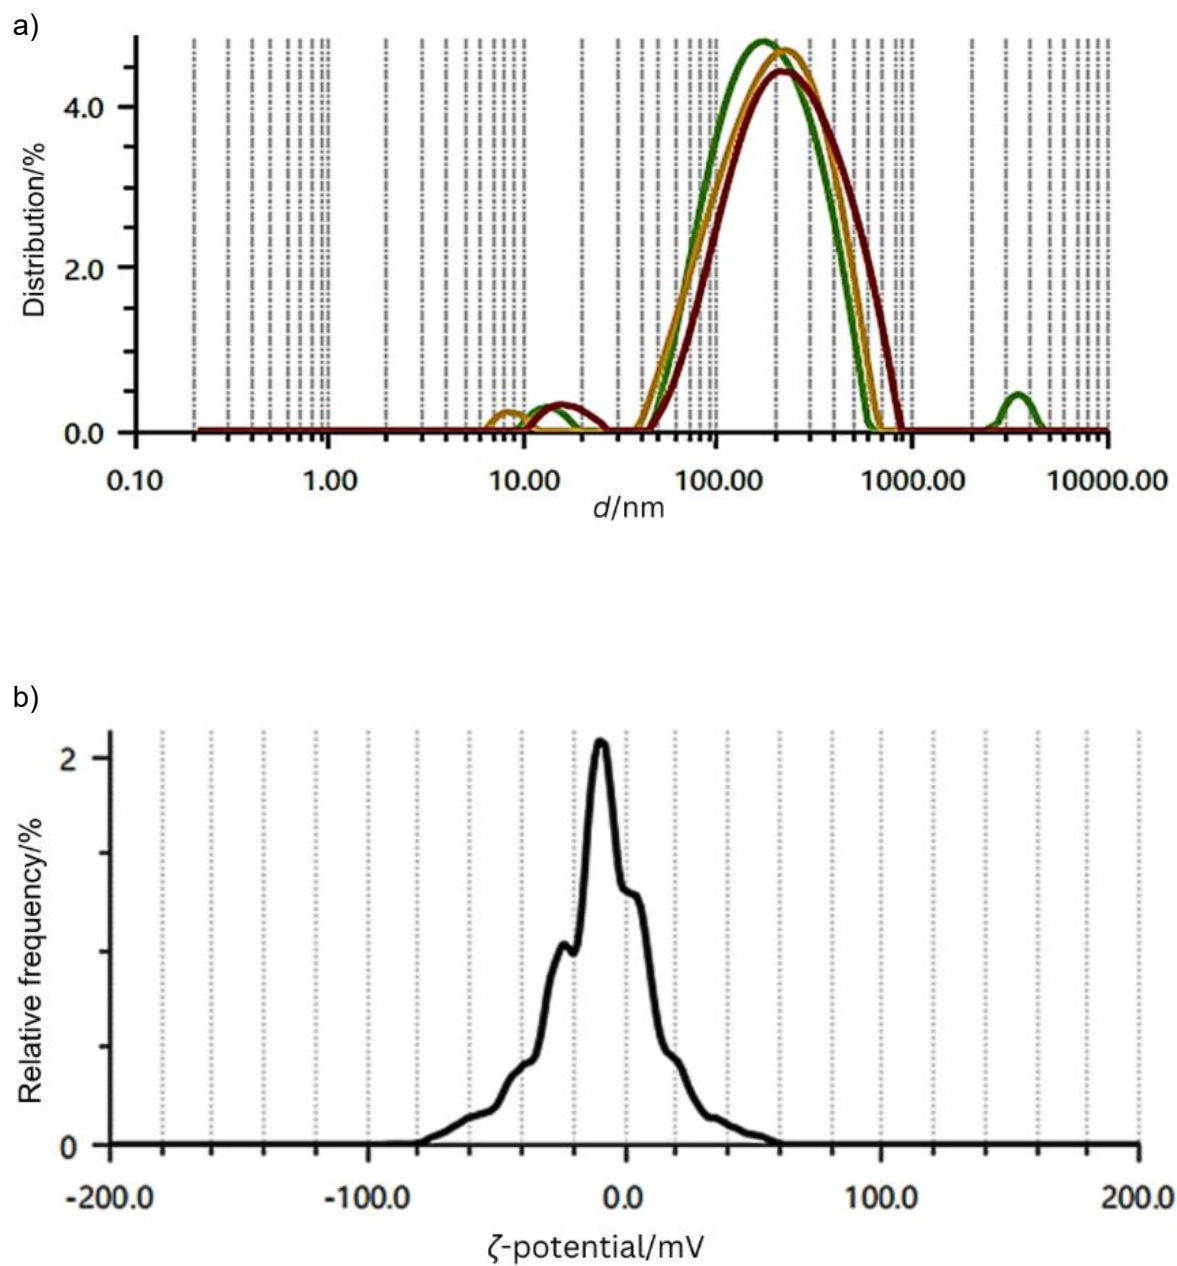 a)
Distribution/%
4.0
2.0
0.0
0.10 1.00 10.00 100.00 1000.00 10000.00
d/nm
b)
Relative frequency/%
2
0
-200.0 -100.0 0.0 100.0 200.0
ζ-potential/mV